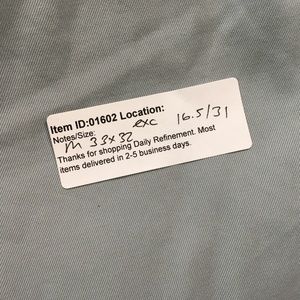 Item ID:01602 Location:
Notes/Size: exc 16.5/31
M 33x32
Thanks for shopping Daily Refinement. Most
items delivered in 2-5 business days.